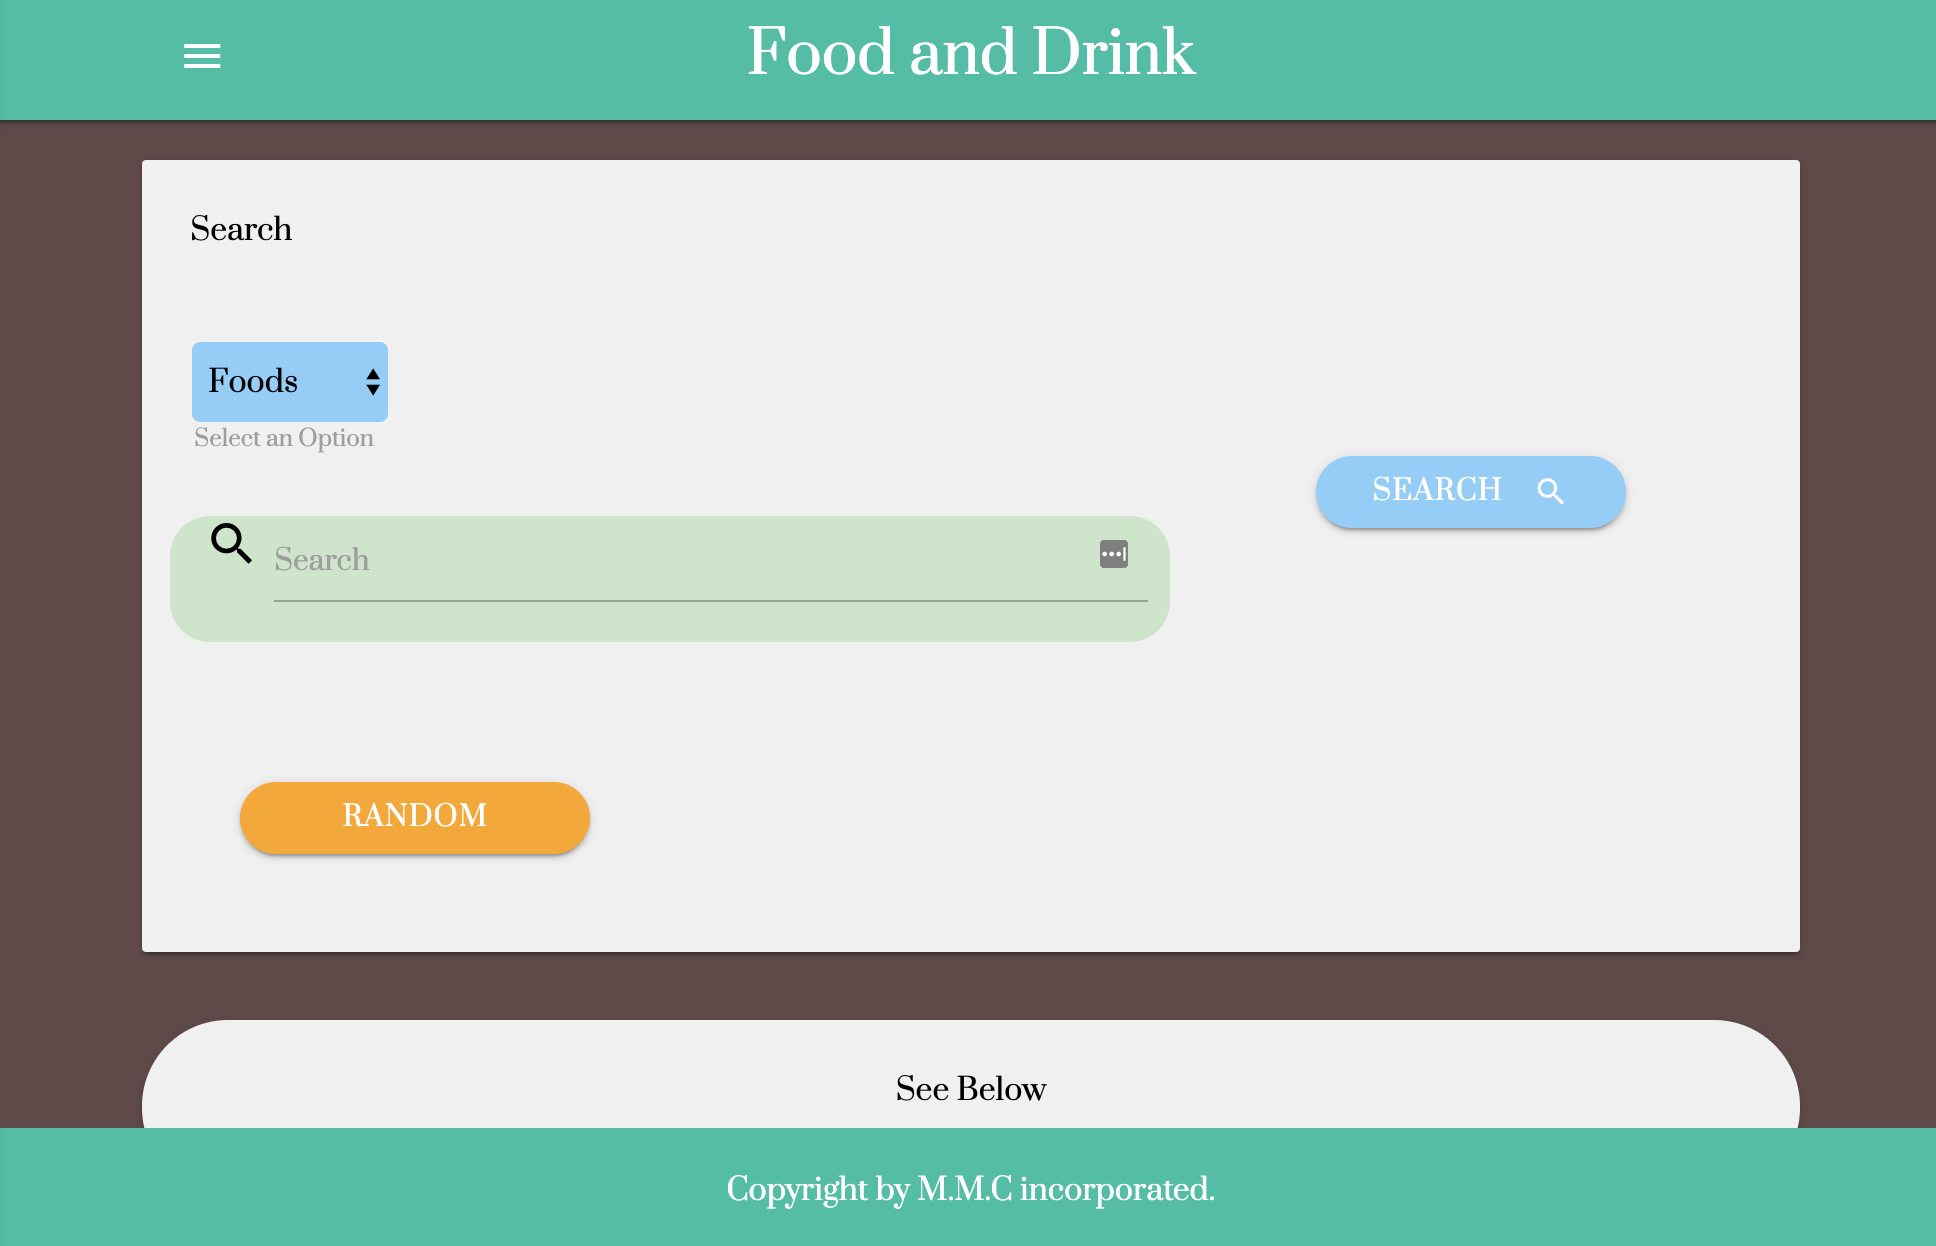 Food and Drink
Search
Foods
Select an Option
SEARCH
Search
RANDOM
See Below
Copyright by M.M.C incorporated.